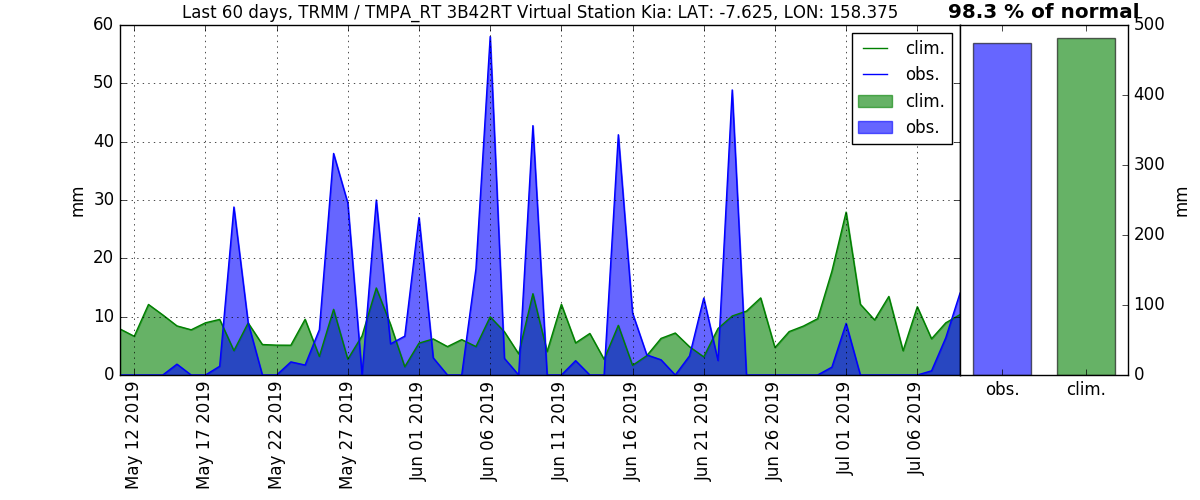 Last 60 days, TRMM / TMPA_RT 3B42RT Virtual Station Kia: LAT: -7.625, LON: 158.375
98.3 % of normal
60
50
40
30
20
10
0
mm
clim.
obs.
clim.
obs.
500
400
300
200
100
0
mm
May 12 2019
May 17 2019
May 22 2019
May 27 2019
Jun 01 2019
Jun 06 2019
Jun 11 2019
Jun 16 2019
Jun 21 2019
Jun 26 2019
Jul 01 2019
Jul 06 2019
obs.
clim.